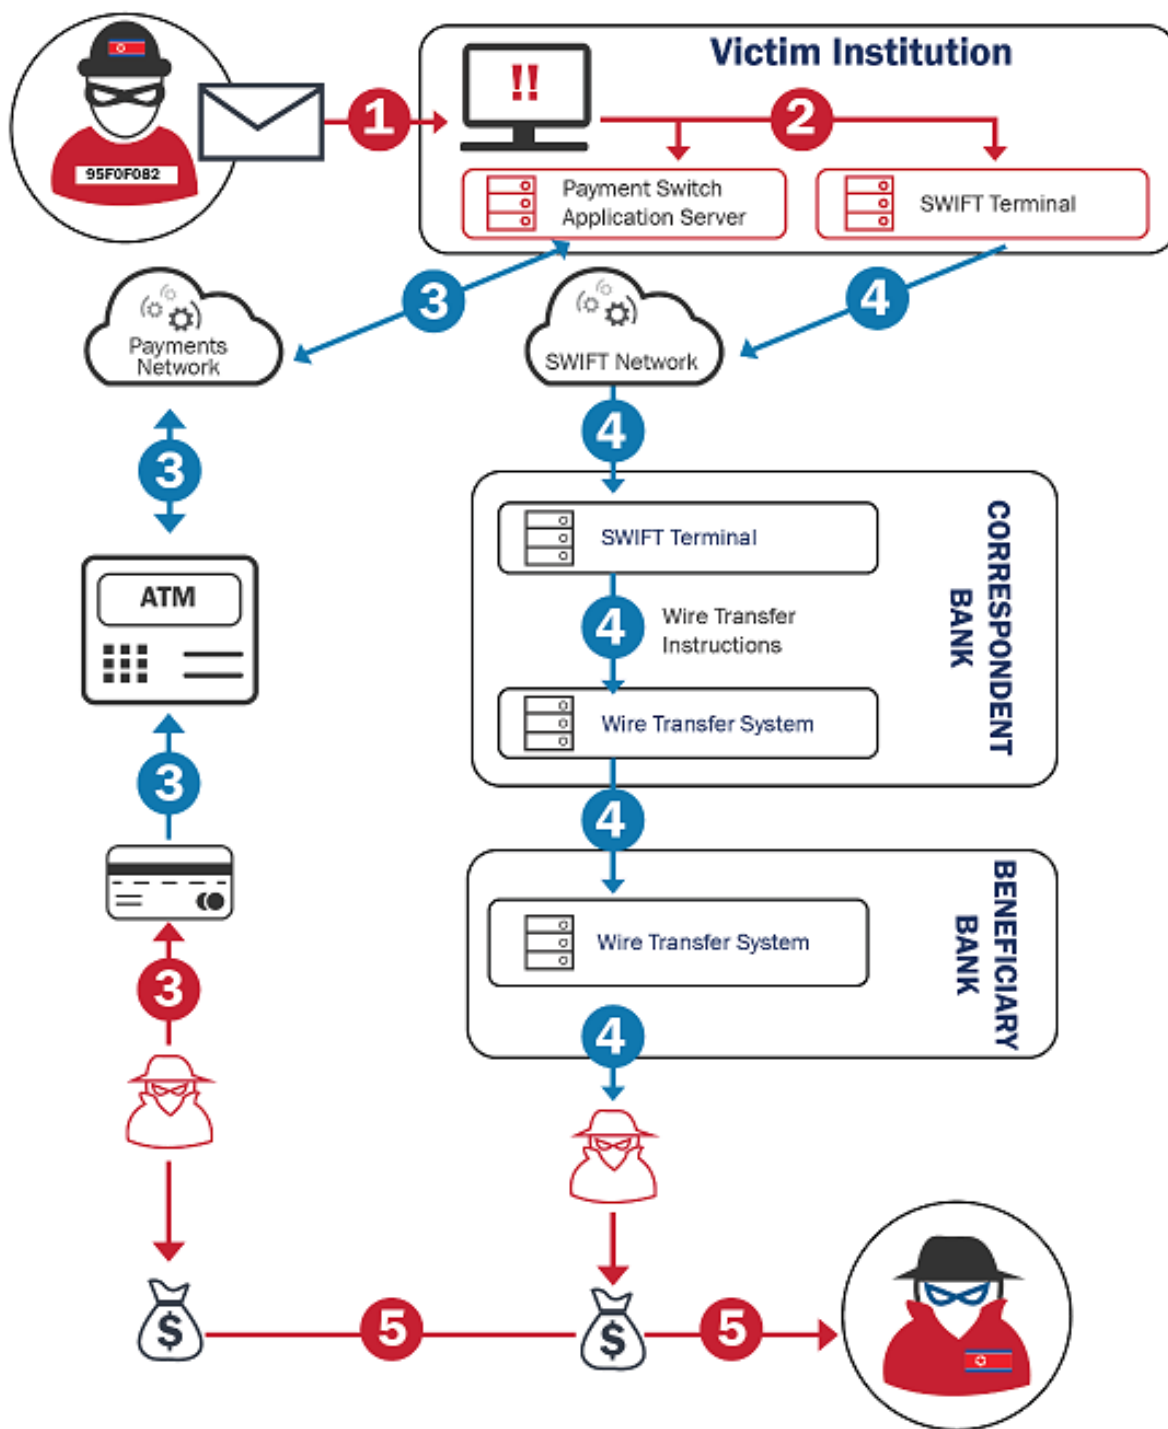 Victim Institution
1
!!
2
95F0F082
Payment Switch
Application Server
SWIFT Terminal
3
4
Payments
Network
SWIFT Network
4
3
SWIFT Terminal
CORRESPONDENT
BANK
ATM
4
Wire Transfer
Instructions
Wire Transfer System
3
4
BENEFICIARY
BANK
Wire Transfer System
3
4
$
5
$
5